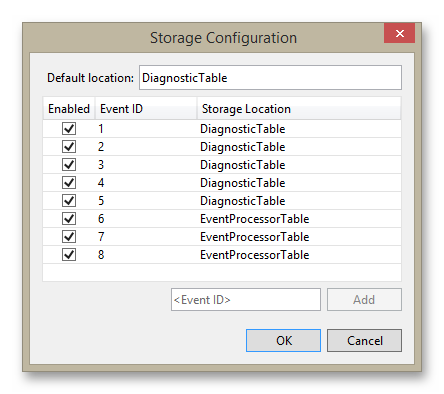 Storage Configuration
Default location: DiagnosticTable
Enabled Event ID Storage Location
1 DiagnosticTable
2 DiagnosticTable
3 DiagnosticTable
4 DiagnosticTable
5 DiagnosticTable
6 EventProcessorTable
7 EventProcessorTable
8 EventProcessorTable
<Event ID> Add
OK Cancel